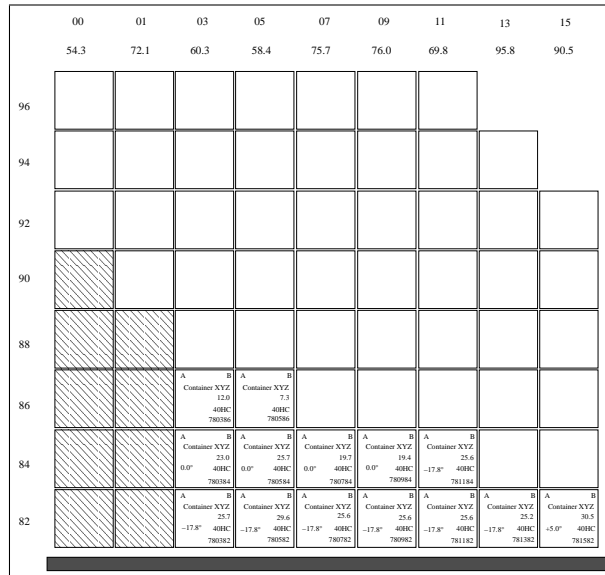 00 01 03 05 07 09 11 13 15
54.3 72.1 60.3 58.4 75.7 76.0 69.8 95.8 90.5
96
94
92
90
88
86
A B A B
Container XYZ Container XYZ
12.0 7.3
40HC 40HC
780386 780586
84
A B A B A B A B A B
Container XYZ Container XYZ Container XYZ Container XYZ Container XYZ
23.0 25.7 19.7 19.4 25.6
0.0° 40HC 0.0° 40HC 0.0° 40HC 0.0° 40HC −17.8° 40HC
780384 780584 780784 780984 781184
82
A B A B A B A B A B A B A B
Container XYZ Container XYZ Container XYZ Container XYZ Container XYZ Container XYZ Container XYZ
25.7 29.6 25.6 25.6 25.6 25.2 30.5
−17.8° 40HC −17.8° 40HC −17.8° 40HC −17.8° 40HC −17.8° 40HC −17.8° 40HC +5.0° 40HC
780382 780582 780782 780982 781182 781382 781582